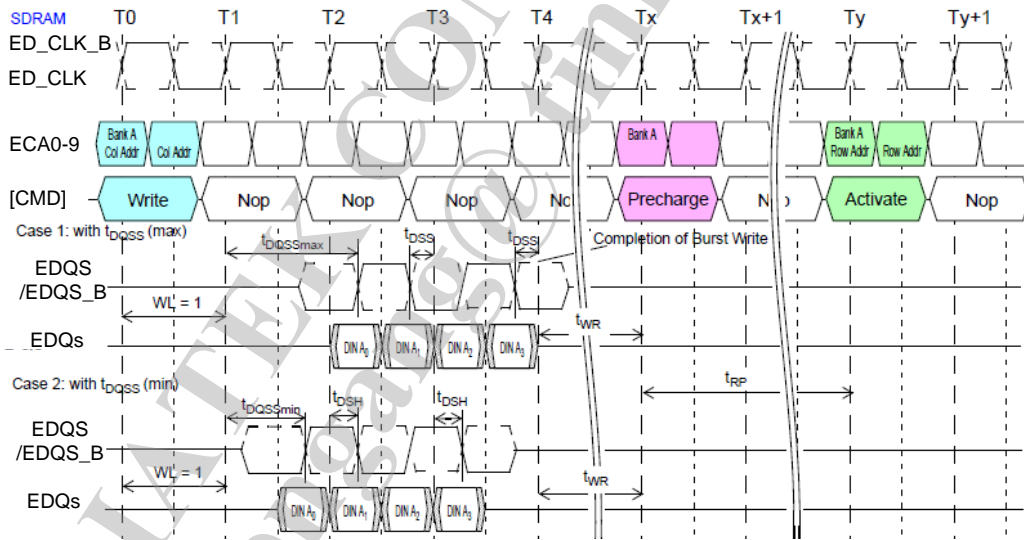 SDRAM T0 T1 T2 T3 T4 Tx Tx+1 Ty Ty+1
ED_CLK_B
ED_CLK
ECA0-9 Bank A Col Addr Col Addr Bank A Bank A Row Addr Row Addr
[CMD] Write Nop Nop Nop Precharge Activate Nop
Case 1: with tDQSS (max) tDQSSmax tDSS tDSS Completion of Burst Write
EDQS
/EDQS_B
WL = 1 tWR
EDQs DIN A0 DIN A1 DIN A2 DIN A3
Case 2: with tDQSS (min) tRP
tDQSSmin tDSH tDSH
EDQS
/EDQS_B
WL = 1 tWR
EDQs DIN A0 DIN A1 DIN A2 DIN A3